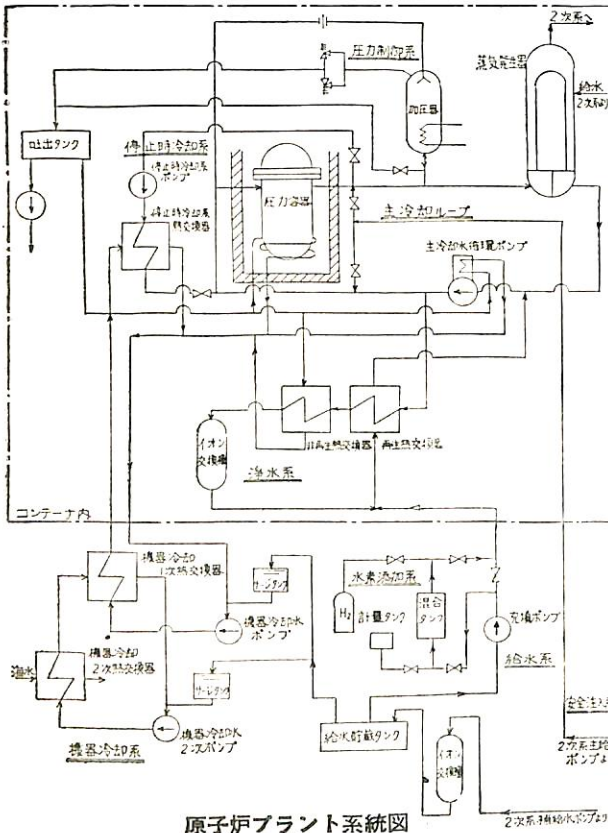 2次系へ
圧力制御系
蒸気発生器
加圧器
給水
2次系より
吐出タンク
停止時冷却系
停止時冷却系
ポンプ
圧力容器
停止時冷却系
熱交換器
主冷却ループ
主冷却水循環ポンプ
イオン
交換塔
非再生熱交換器
再生熱交換器
浄水系
コンテーナ内
機器冷却
1次熱交換器
サージタンク
水素添加系
H₂
計量タンク
混合
タンク
充填ポンプ
機器冷却水
ポンプ
給水系
海水
機器冷却
2次熱交換器
サージタンク
安全注入
機器冷却水
2次ポンプ
機器冷却系
給水貯蔵タンク
イオン
交換塔
2次系主給
ポンプよ
2次系補助給水ポンプより
原子炉プラント系統図